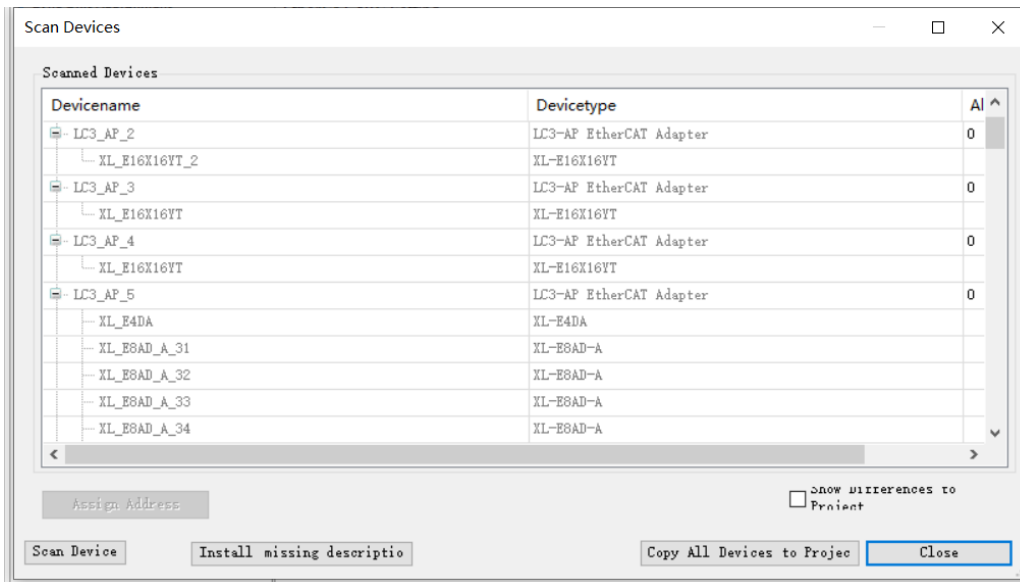 Scan Devices
Scanned Devices
Devicename Devicetype Al
LC3_AP_2 LC3-AP EtherCAT Adapter 0
XL_E16X16YT_2 XL-E16X16YT
LC3_AP_3 LC3-AP EtherCAT Adapter 0
XL_E16X16YT XL-E16X16YT
LC3_AP_4 LC3-AP EtherCAT Adapter 0
XL_E16X16YT XL-E16X16YT
LC3_AP_5 LC3-AP EtherCAT Adapter 0
XL_E4DA XL-E4DA
XL_E8AD_A_31 XL-E8AD-A
XL_E8AD_A_32 XL-E8AD-A
XL_E8AD_A_33 XL-E8AD-A
XL_E8AD_A_34 XL-E8AD-A
Assign Address
Show Differences to
Project
Scan Device Install missing descriptio Copy All Devices to Projec Close